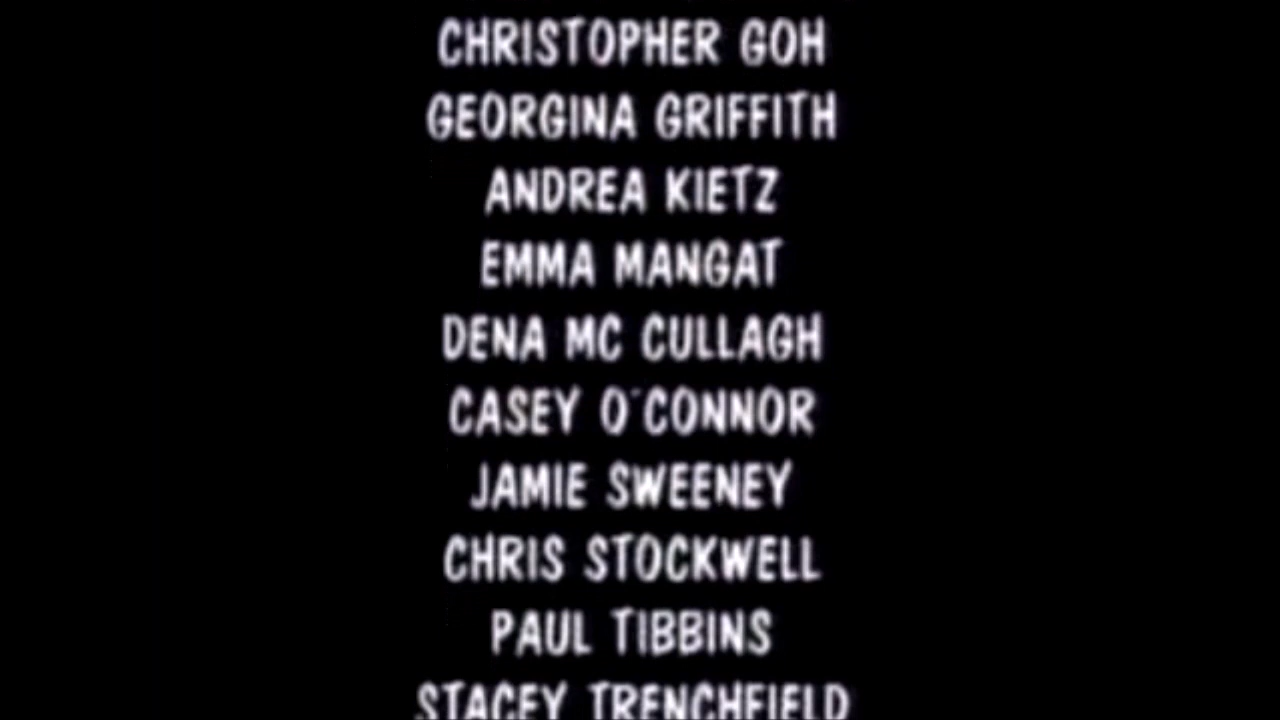 CHRISTOPHER GOH
GEORGINA GRIFFITH
ANDREA KIETZ
EMMA MANGAT
DENA MC CULLAGH
CASEY O'CONNOR
JAMIE SWEENEY
CHRIS STOCKWELL
PAUL TIBBINS
STACEY TRENCHFIELD